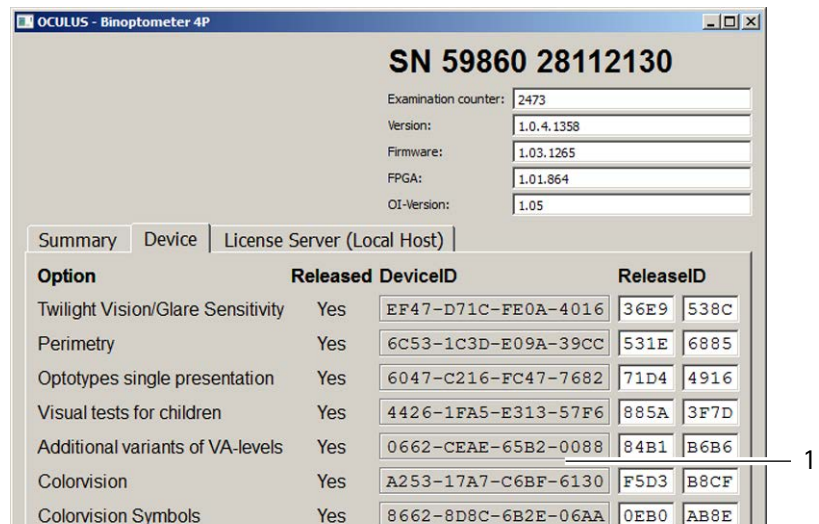 OCULUS - Binoptometer 4P
SN 59860 28112130
Examination counter: 2473
Version: 1.0.4.1358
Firmware: 1.03.1265
FPGA: 1.01.864
OI-Version: 1.05
Summary Device License Server (Local Host)
Option Released DeviceID ReleaseID
Twilight Vision/Glare Sensitivity Yes EF47-D71C-FE0A-4016 36E9 538C
Perimetry Yes 6C53-1C3D-E09A-39CC 531E 6885
Optotypes single presentation Yes 6047-C216-FC47-7682 71D4 4916
Visual tests for children Yes 4426-1FA5-E313-57F6 885A 3F7D
Additional variants of VA-levels Yes 0662-CEAE-65B2-0088 84B1 B6B6
1
Colorvision Yes A253-17A7-C6BF-6130 F5D3 B8CF
Colorvision Symbols Yes 8662-8D8C-6B2E-06AA 0EB0 AB8E